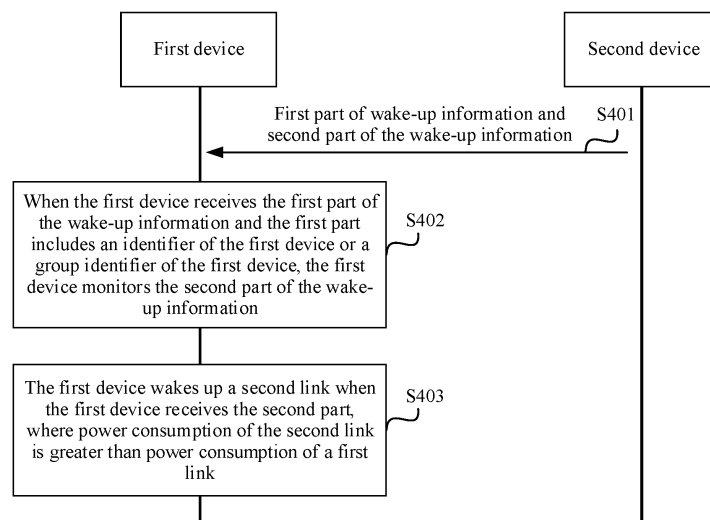 First device
Second device
First part of wake-up information and
second part of the wake-up information
S401
When the first device receives the first part of
the wake-up information and the first part
includes an identifier of the first device or a
group identifier of the first device, the first
device monitors the second part of the wake-
up information
S402
The first device wakes up a second link when
the first device receives the second part,
where power consumption of the second link
is greater than power consumption of a first
link
S403